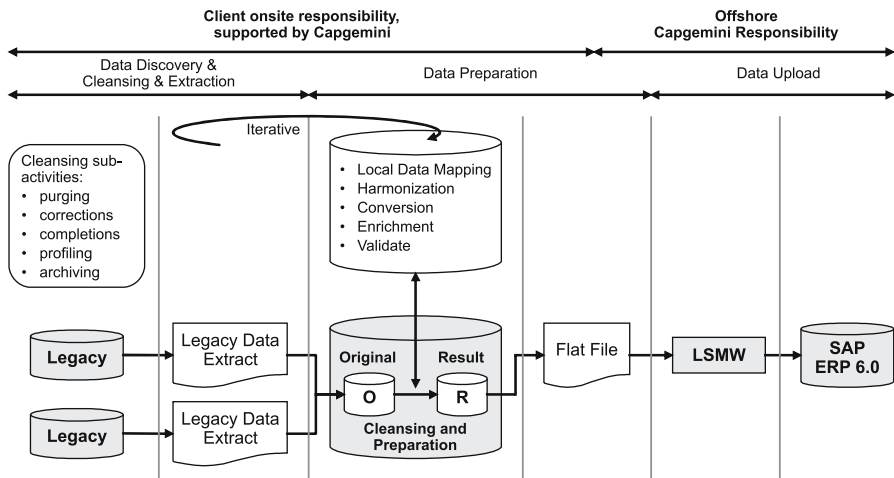 Client onsite responsibility,
supported by Capgemini
Offshore
Capgemini Responsibility
Data Discovery &
Cleansing & Extraction
Data Preparation
Data Upload
Iterative
Cleansing sub-
activities:
• purging
• corrections
• completions
• profiling
• archiving
• Local Data Mapping
• Harmonization
• Conversion
• Enrichment
• Validate
Legacy
Legacy Data
Extract
Original
Result
O
R
Cleansing and
Preparation
Flat File
LSMW
SAP
ERP 6.0
Legacy
Legacy Data
Extract